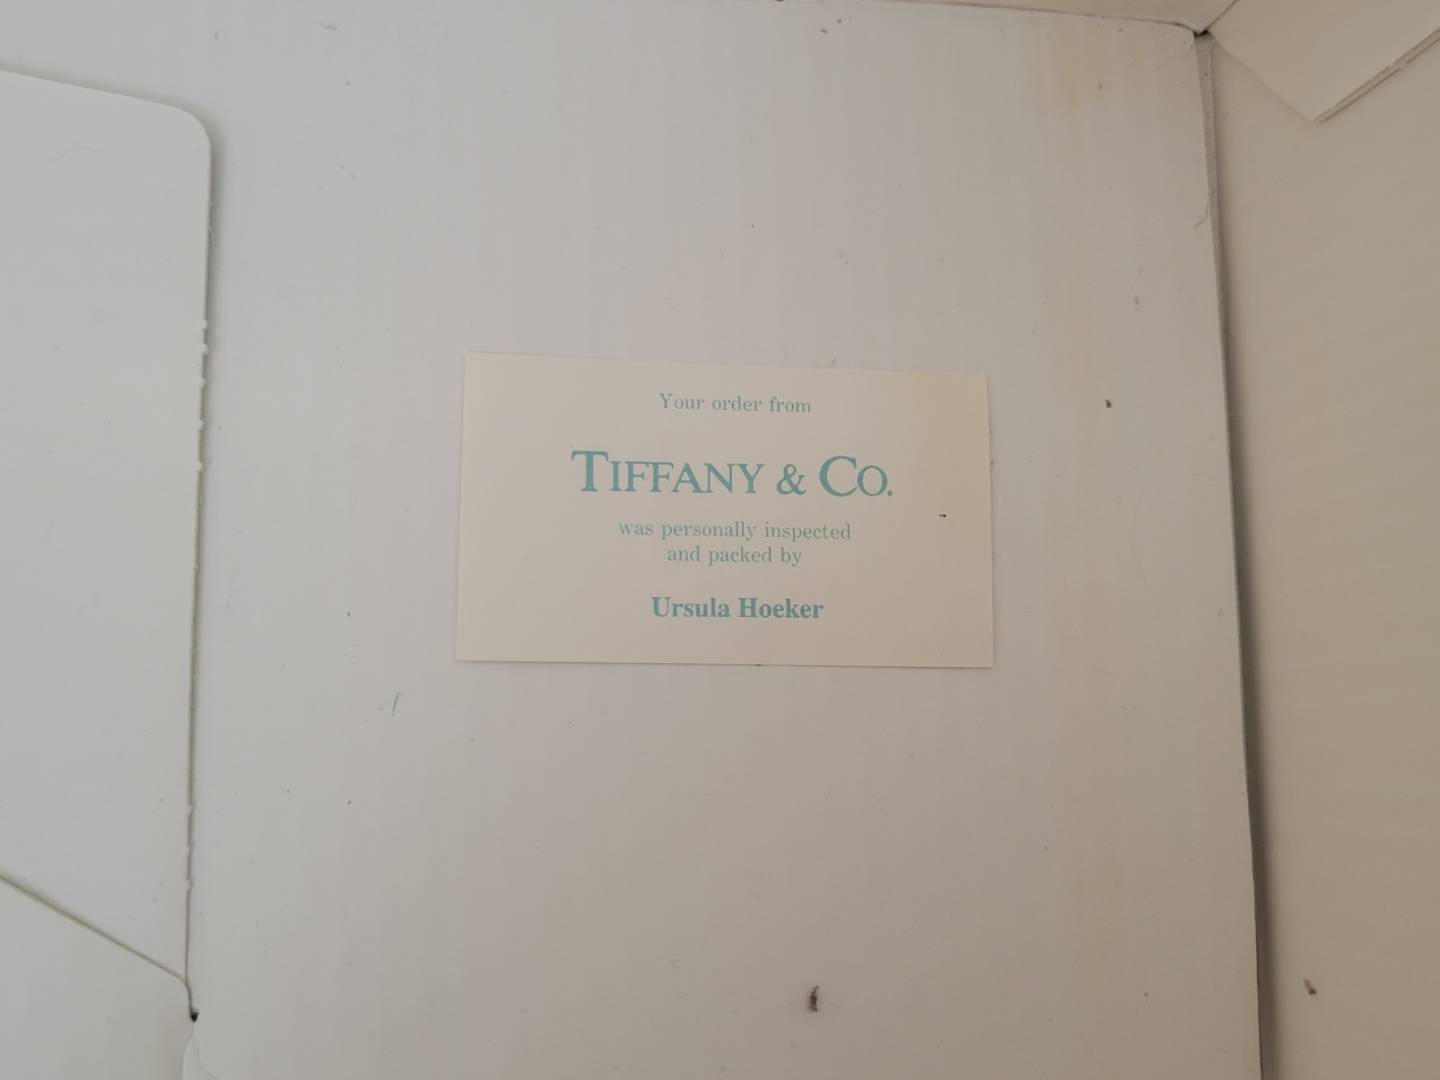 Your order from
TIFFANY & CO.
was personally inspected
and packed by
Ursula Hoeker